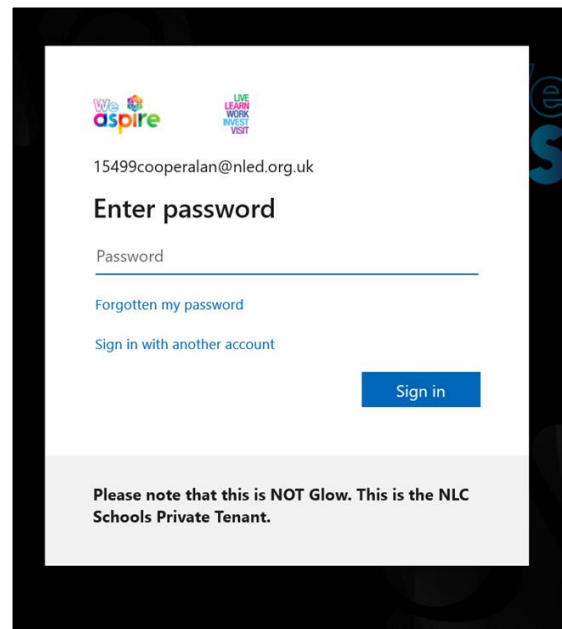 We
aspire
LIVE
LEARN
WORK
INVEST
VISIT
15499cooperalan@nled.org.uk
Enter password
Password
Forgotten my password
Sign in with another account
Sign in
Please note that this is NOT Glow. This is the NLC
Schools Private Tenant.